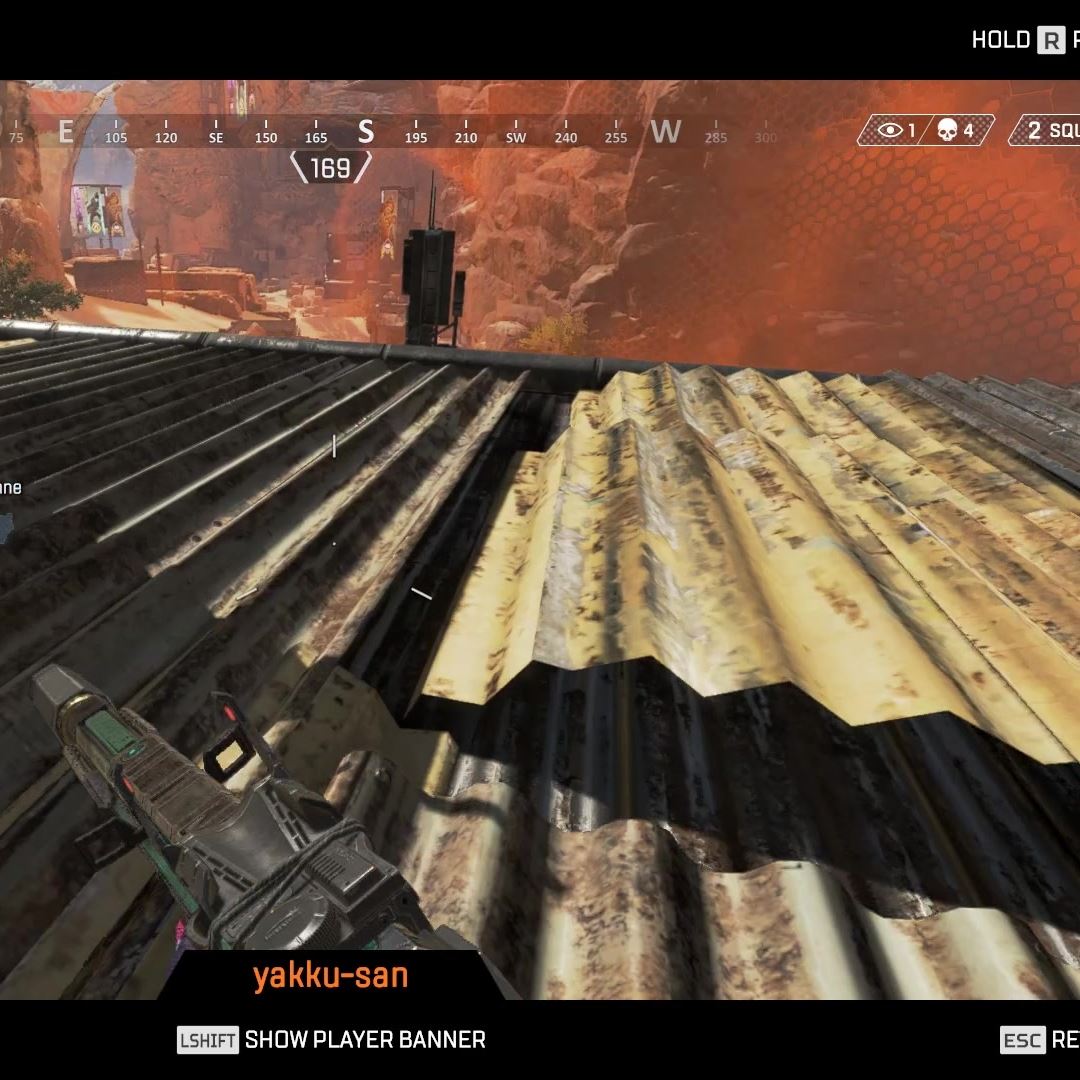 HOLD R
75 E 105 120 SE 150 165 S 195 210 SW 240 255 W 285 300
169
1 4
2 SQU
ne
yakku-san
LSHIFT SHOW PLAYER BANNER
ESC RE